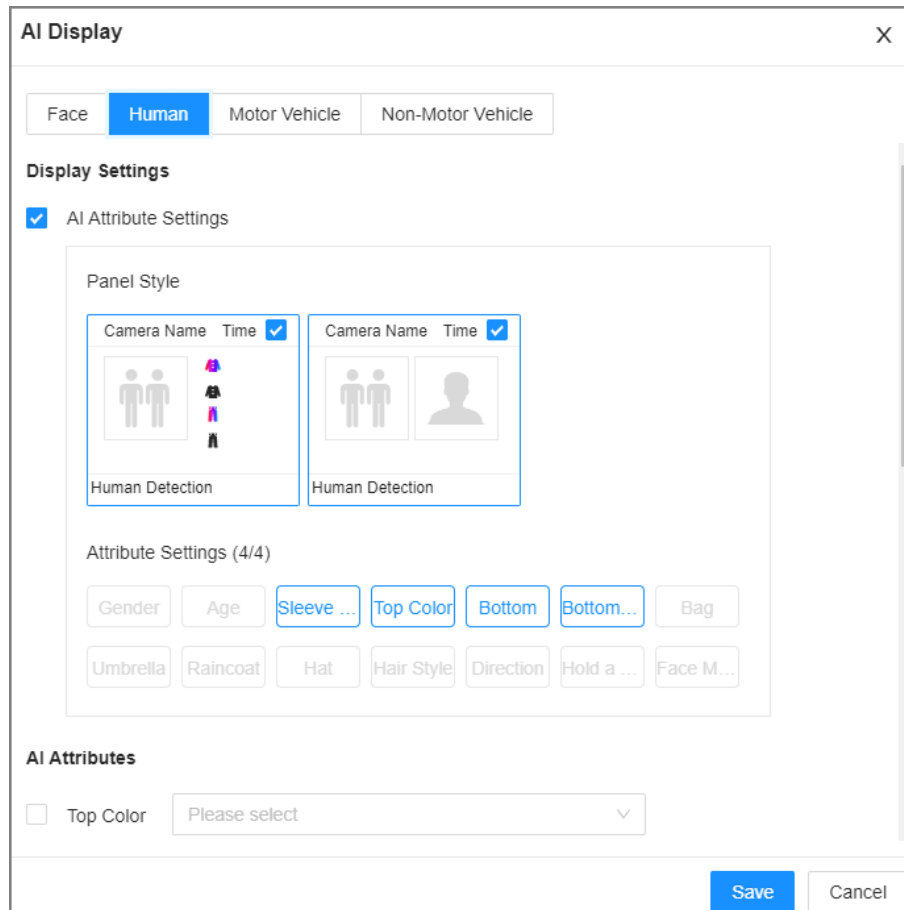 AI Display X
Face Human Motor Vehicle Non-Motor Vehicle
Display Settings
AI Attribute Settings
Panel Style
Camera Name Time Camera Name Time
Human Detection Human Detection
Attribute Settings (4/4)
Gender Age Sleeve ... Top Color Bottom Bottom... Bag
Umbrella Raincoat Hat Hair Style Direction Hold a ... Face M...
AI Attributes
Top Color Please select
Save Cancel